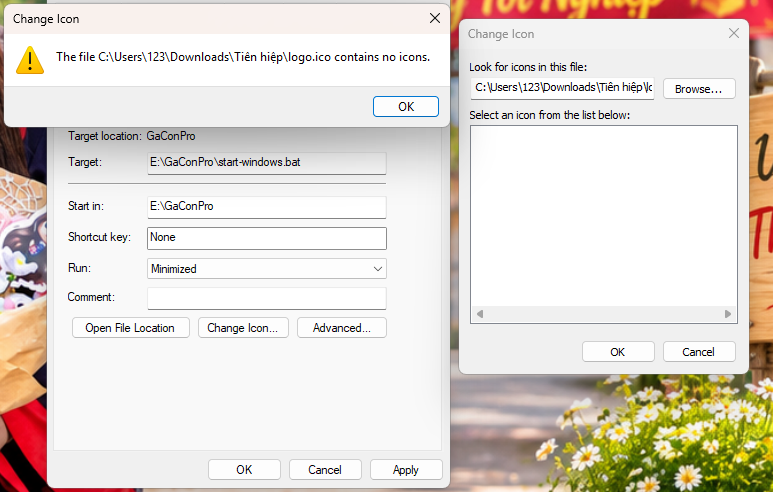 Change Icon
The file C:\Users\123\Downloads\Tiên hiệp\logo.ico contains no icons.
OK
Target location: GaConPro
Target: E:\GaConPro\start-windows.bat
Start in: E:\GaConPro
Shortcut key: None
Run: Minimized
Comment:
Open File Location Change Icon... Advanced...
OK Cancel Apply
Change Icon
Look for icons in this file:
C:\Users\123\Downloads\Tiên hiệp\lo Browse...
Select an icon from the list below:
OK Cancel
Tốt Nghiệp